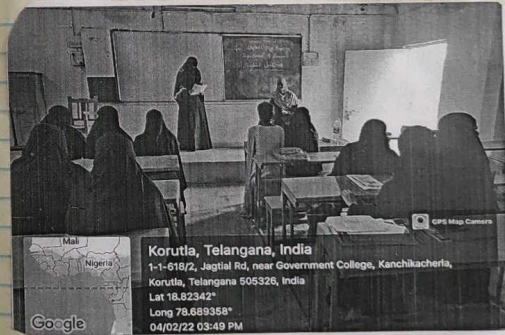 GPS Map Camera
Mali
Nigeria
Google
Korutla, Telangana, India
1-1-618/2, Jagtial Rd, near Government College, Kanchikacherla,
Korutla, Telangana 505326, India
Lat 18.82342°
Long 78.689358°
04/02/22 03:49 PM